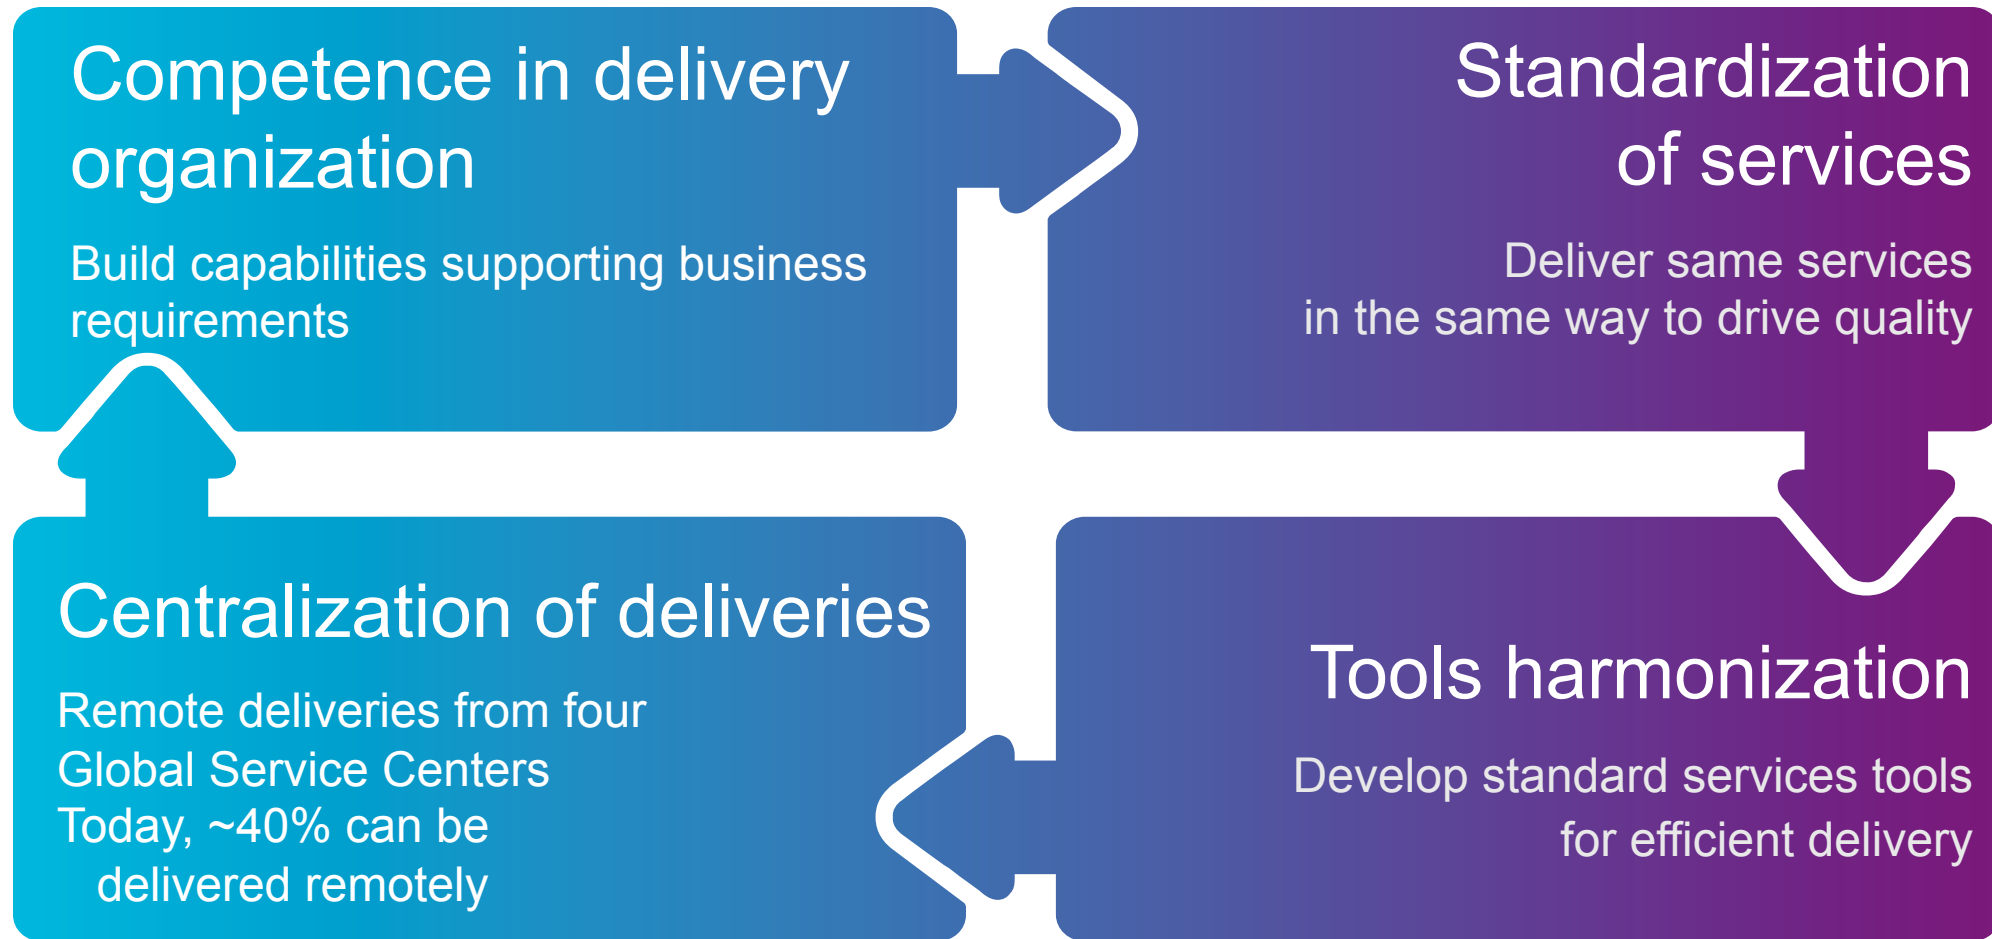 Competence in delivery
organization
Build capabilities supporting business
requirements
Standardization
of services
Deliver same services
in the same way to drive quality
Centralization of deliveries
Remote deliveries from four
Global Service Centers
Today, ~40% can be
delivered remotely
Tools harmonization
Develop standard services tools
for efficient delivery